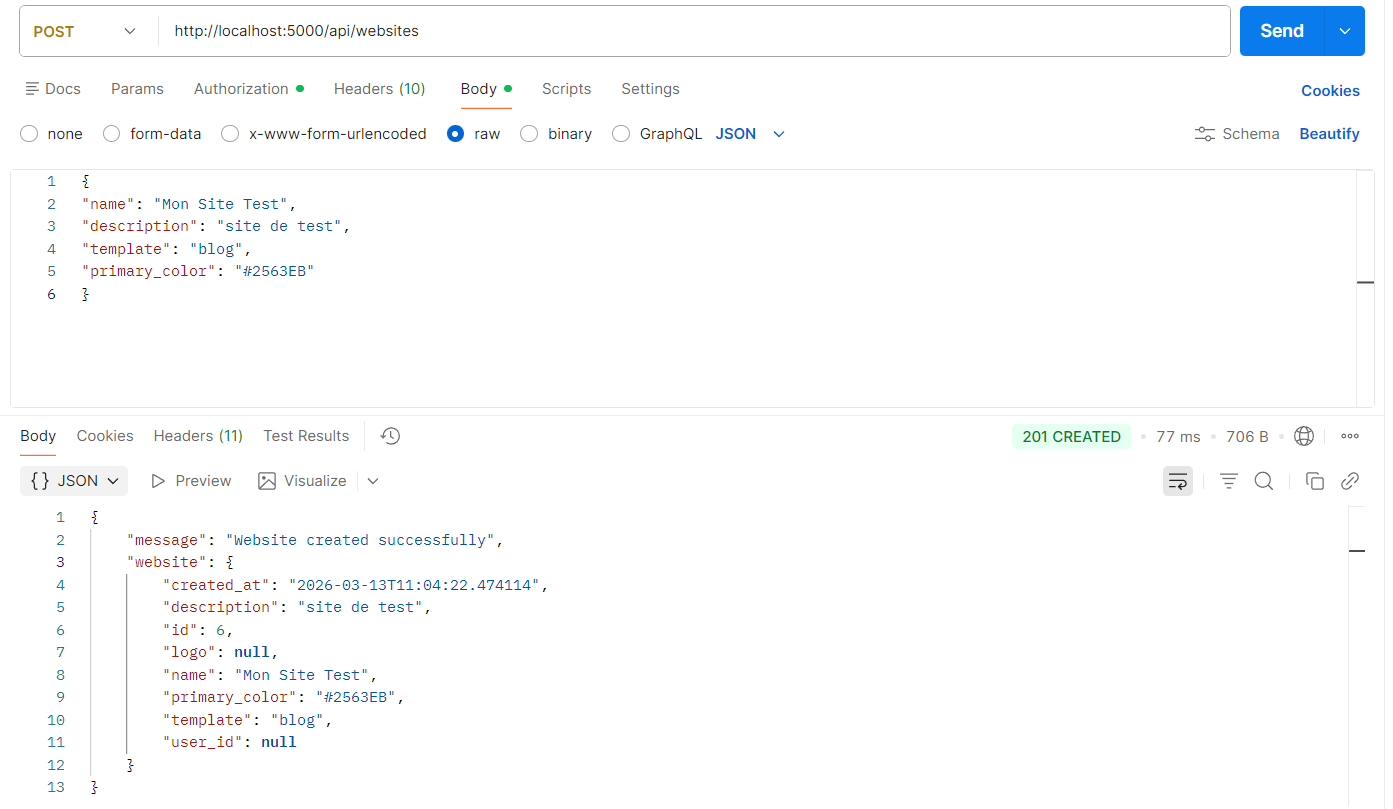 POST http://localhost:5000/api/websites Send
Docs Params Authorization Headers (10) Body Scripts Settings Cookies
none form-data x-www-form-urlencoded raw binary GraphQL JSON Schema Beautify
1 {
2 "name": "Mon Site Test",
3 "description": "site de test",
4 "template": "blog",
5 "primary_color": "#2563EB"
6 }
Body Cookies Headers (11) Test Results 201 CREATED 77 ms 706 B
{} JSON Preview Visualize
1 {
2 "message": "Website created successfully",
3 "website": {
4 "created_at": "2026-03-13T11:04:22.474114",
5 "description": "site de test",
6 "id": 6,
7 "logo": null,
8 "name": "Mon Site Test",
9 "primary_color": "#2563EB",
10 "template": "blog",
11 "user_id": null
12 }
13 }